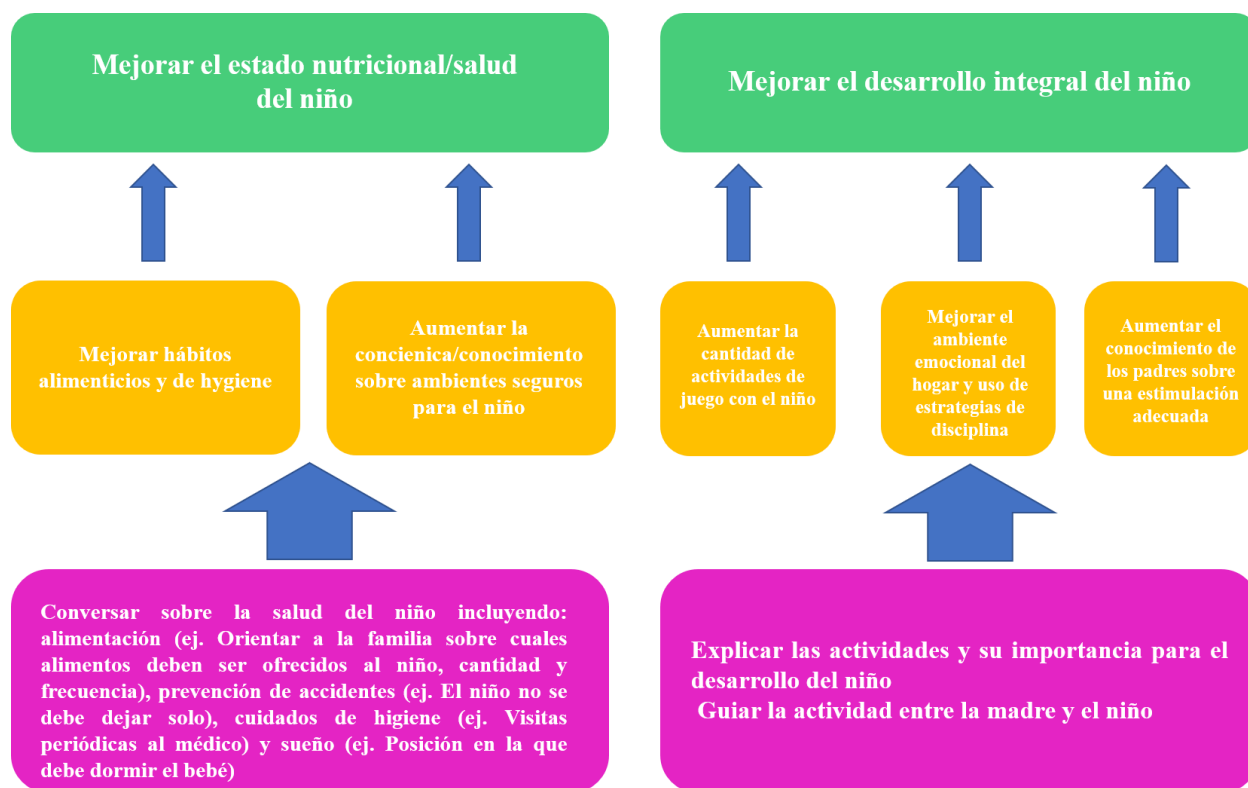 Mejorar el estado nutricional/salud
del niño
Mejorar el desarrollo integral del niño
Mejorar hábitos
alimenticios y de hygiene
Aumentar la
concienica/conocimiento
sobre ambientes seguros
para el niño
Aumentar la
cantidad de
actividades de
juego con el niño
Mejorar el
ambiente
emocional del
hogar y uso de
estrategias de
disciplina
Aumentar el
conocimiento de
los padres sobre
una estimulación
adecuada
Conversar sobre la salud del niño incluyendo:
alimentación (ej. Orientar a la familia sobre cuales
alimentos deben ser ofrecidos al niño, cantidad y
frecuencia), prevención de accidentes (ej. El niño no se
debe dejar solo), cuidados de higiene (ej. Visitas
periódicas al médico) y sueño (ej. Posición en la que
debe dormir el bebé)
Explicar las actividades y su importancia para el
desarrollo del niño
Guiar la actividad entre la madre y el niño